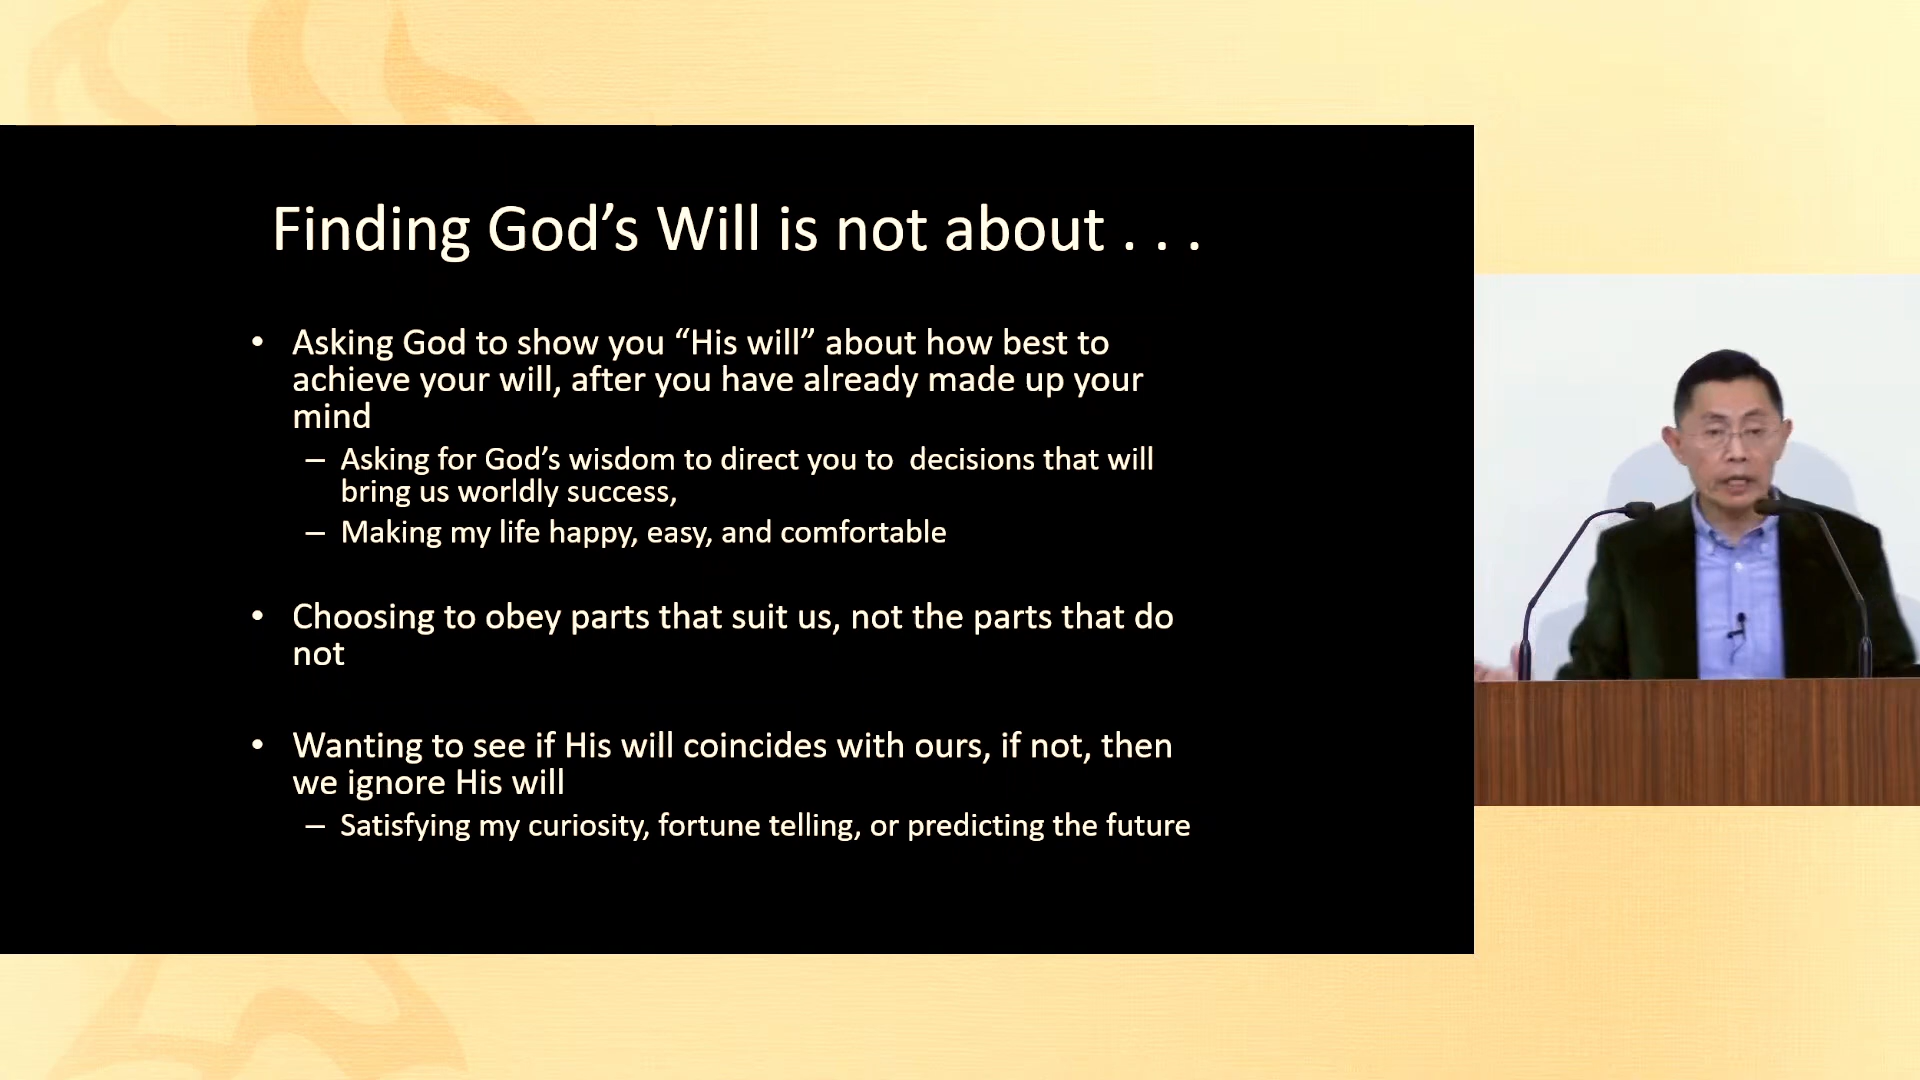 Finding God’s Will is not about . . .
• Asking God to show you “His will” about how best to
achieve your will, after you have already made up your
mind
– Asking for God’s wisdom to direct you to  decisions that will
bring us worldly success,
– Making my life happy, easy, and comfortable
• Choosing to obey parts that suit us, not the parts that do
not
• Wanting to see if His will coincides with ours, if not, then
we ignore His will
– Satisfying my curiosity, fortune telling, or predicting the future